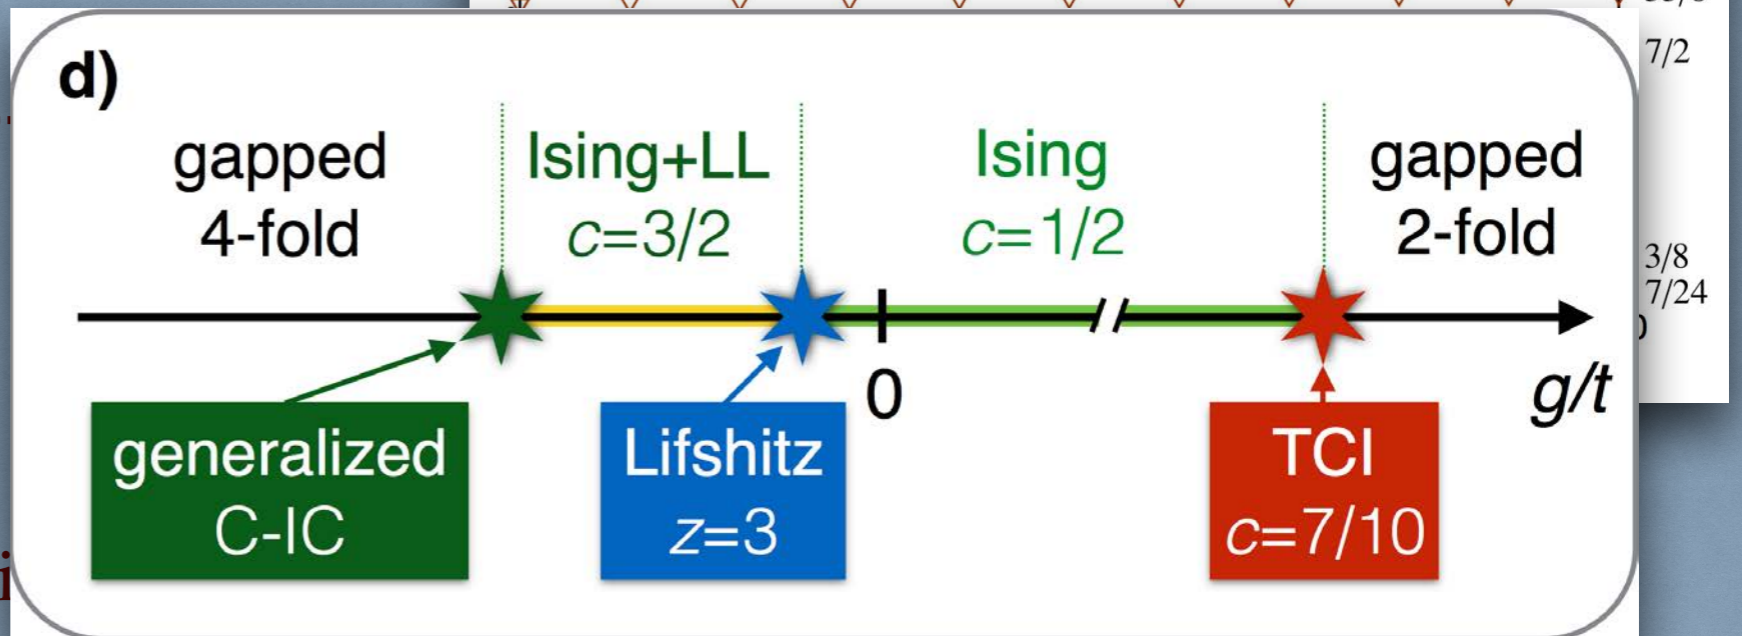 d)
gapped
4-fold
Ising+LL
c=3/2
Ising
c=1/2
gapped
2-fold
0
g/t
generalized
C-IC
Lifshitz
z=3
TCI
c=7/10
7/2
3/8
7/24